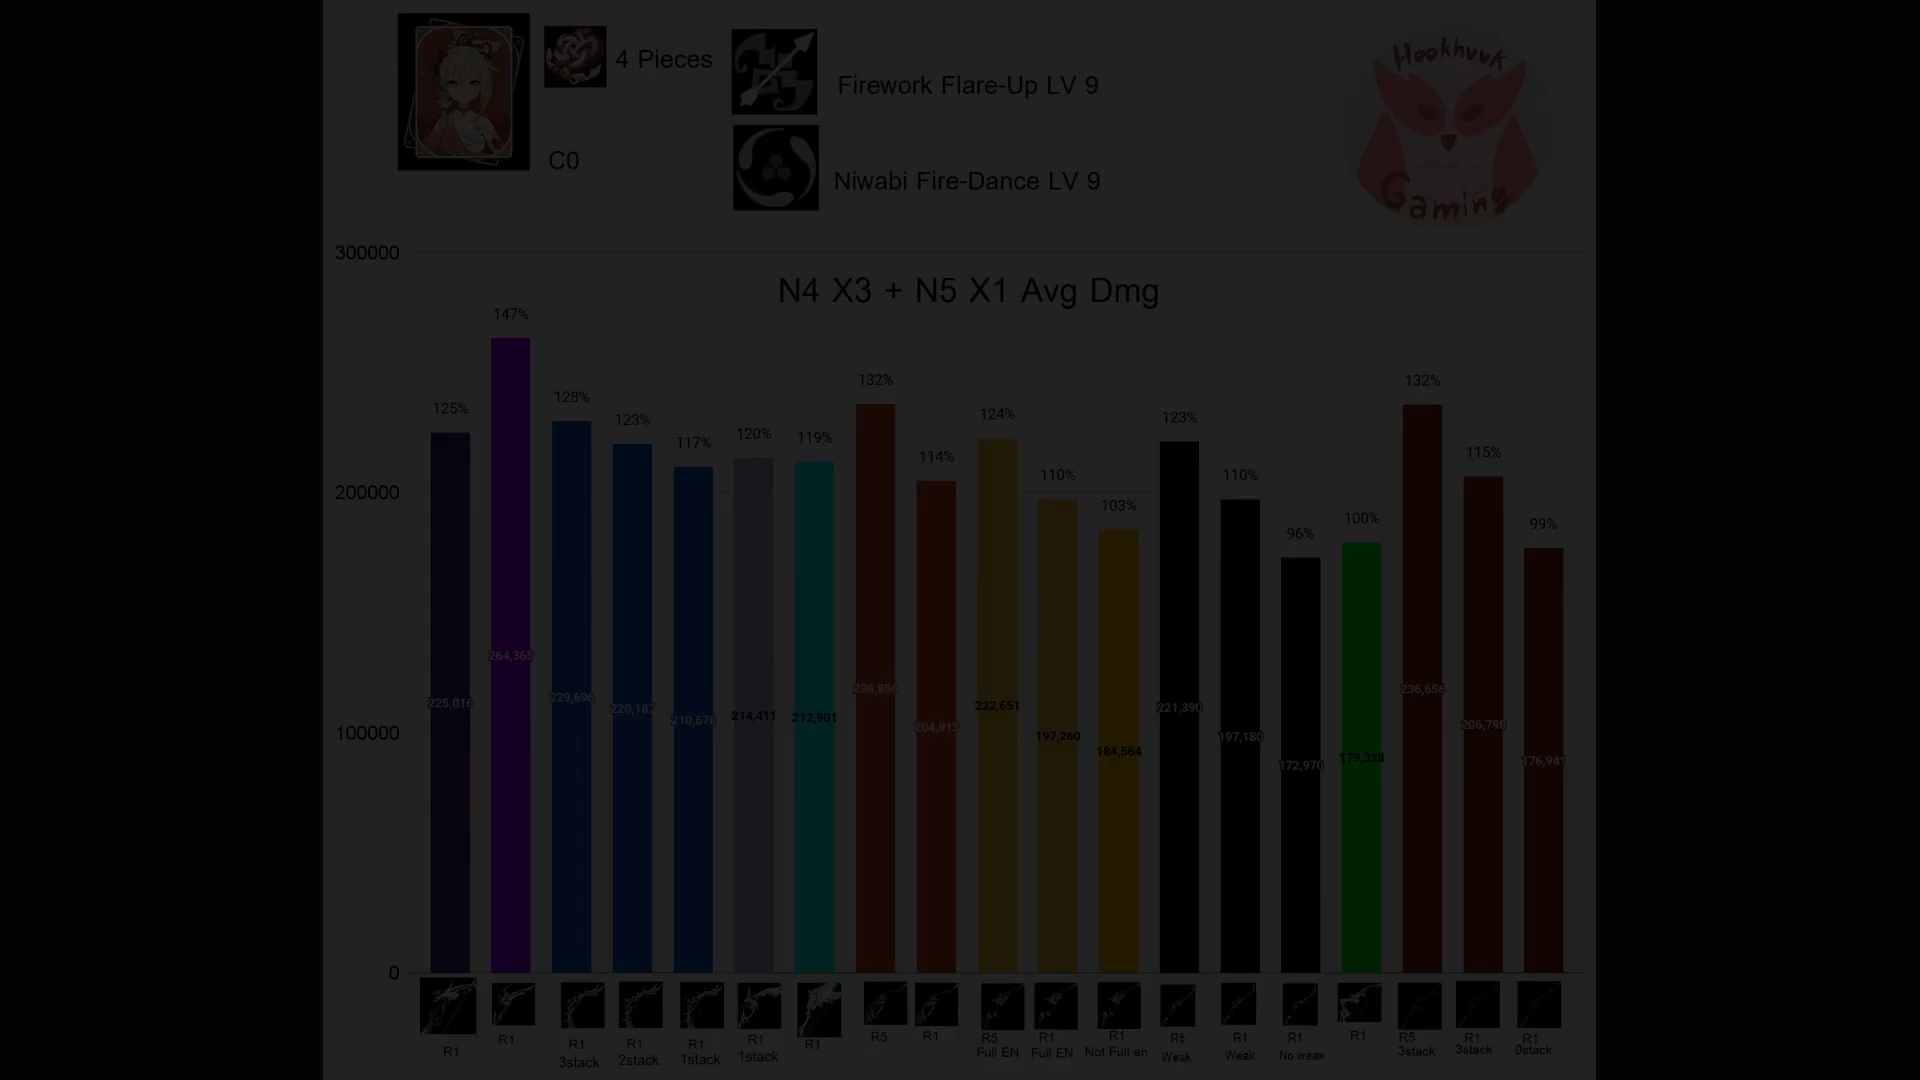 4 Pieces
C0
Firework Flare-Up LV 9
Niwabi Fire-Dance LV 9
Hookhuuk
Gaming
N4 X3 + N5 X1 Avg Dmg
300000
200000
100000
0
125% 147% 128% 123% 117% 120% 119% 132% 114% 124% 110% 103% 123% 110% 96% 100% 132% 115% 99%
225,016 264,365 229,696 220,187 210,678 214,411 212,901 236,856 204,913 222,651 197,260 184,564 221,390 197,180 172,970 179,328 236,656 206,798 176,941
R1 R1 R1 R1 R1 R1 R1 R5 R1 R5 R1 R1 R5 R1 R1 R1 R5 R1 R1
3stack 2stack 1stack 1stack Full EN Full EN Not Full en Weak Weak No weak 3stack 3stack 0stack